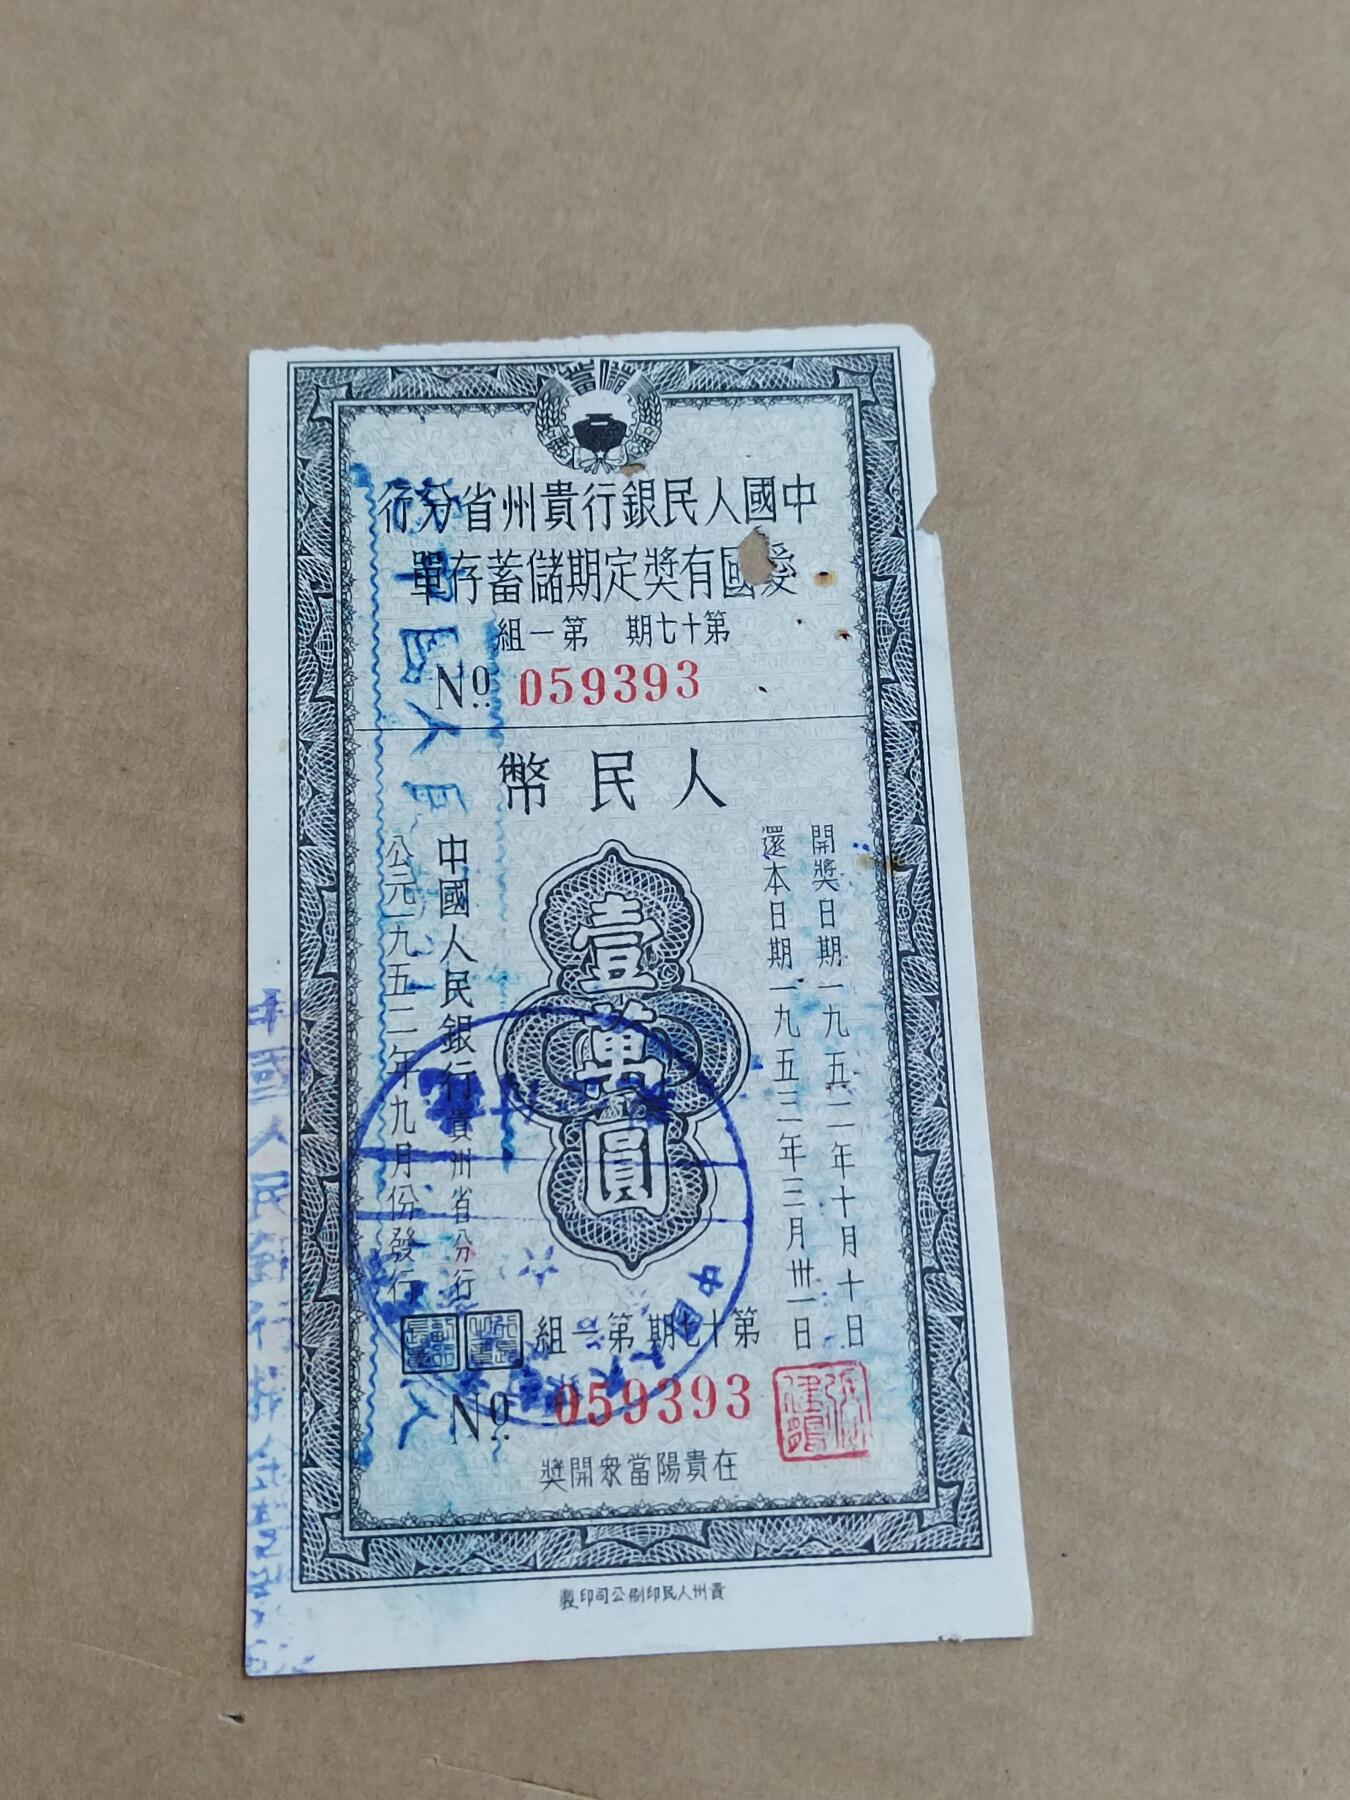 中國人民銀行貴州省分行
愛國有獎定期儲蓄存單
第十七期 第一組
No. 059393
人民幣
開獎日期一九五二年十月十日
還本日期一九五三年三月卅一日
壹萬圓
中國人民銀行貴州省分行
公元一九五二年九月份發行
第十七期第一組
No. 059393
在貴陽當眾開獎
貴州人民印刷公司印製